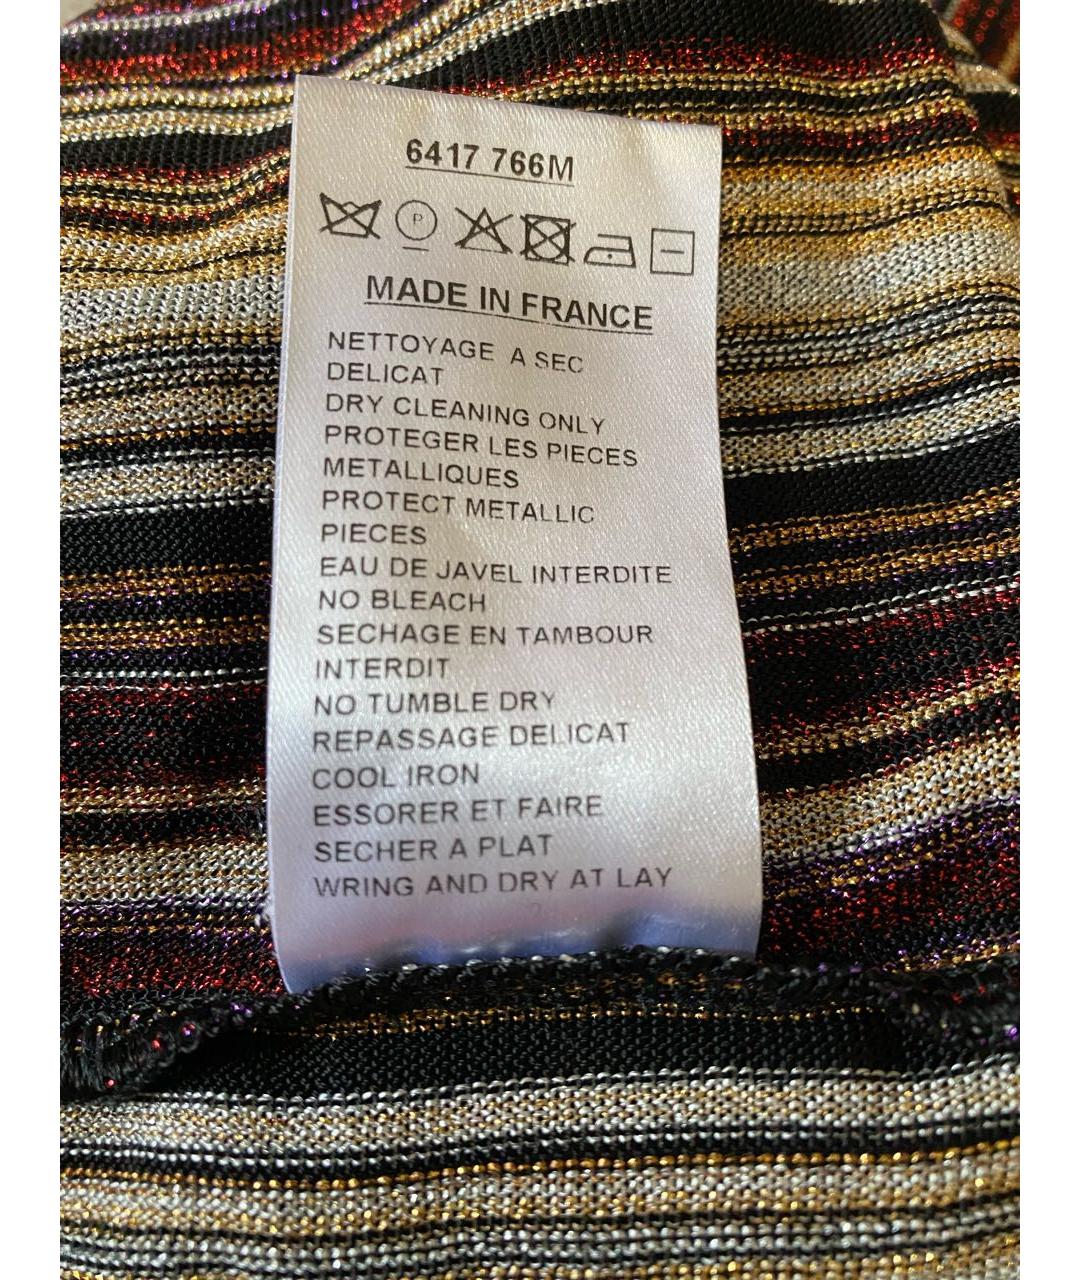 6417 766M
P
MADE IN FRANCE
NETTOYAGE A SEC
DELICAT
DRY CLEANING ONLY
PROTEGER LES PIECES
METALLIQUES
PROTECT METALLIC
PIECES
EAU DE JAVEL INTERDITE
NO BLEACH
SECHAGE EN TAMBOUR
INTERDIT
NO TUMBLE DRY
REPASSAGE DELICAT
COOL IRON
ESSORER ET FAIRE
SECHER A PLAT
WRING AND DRY AT LAY